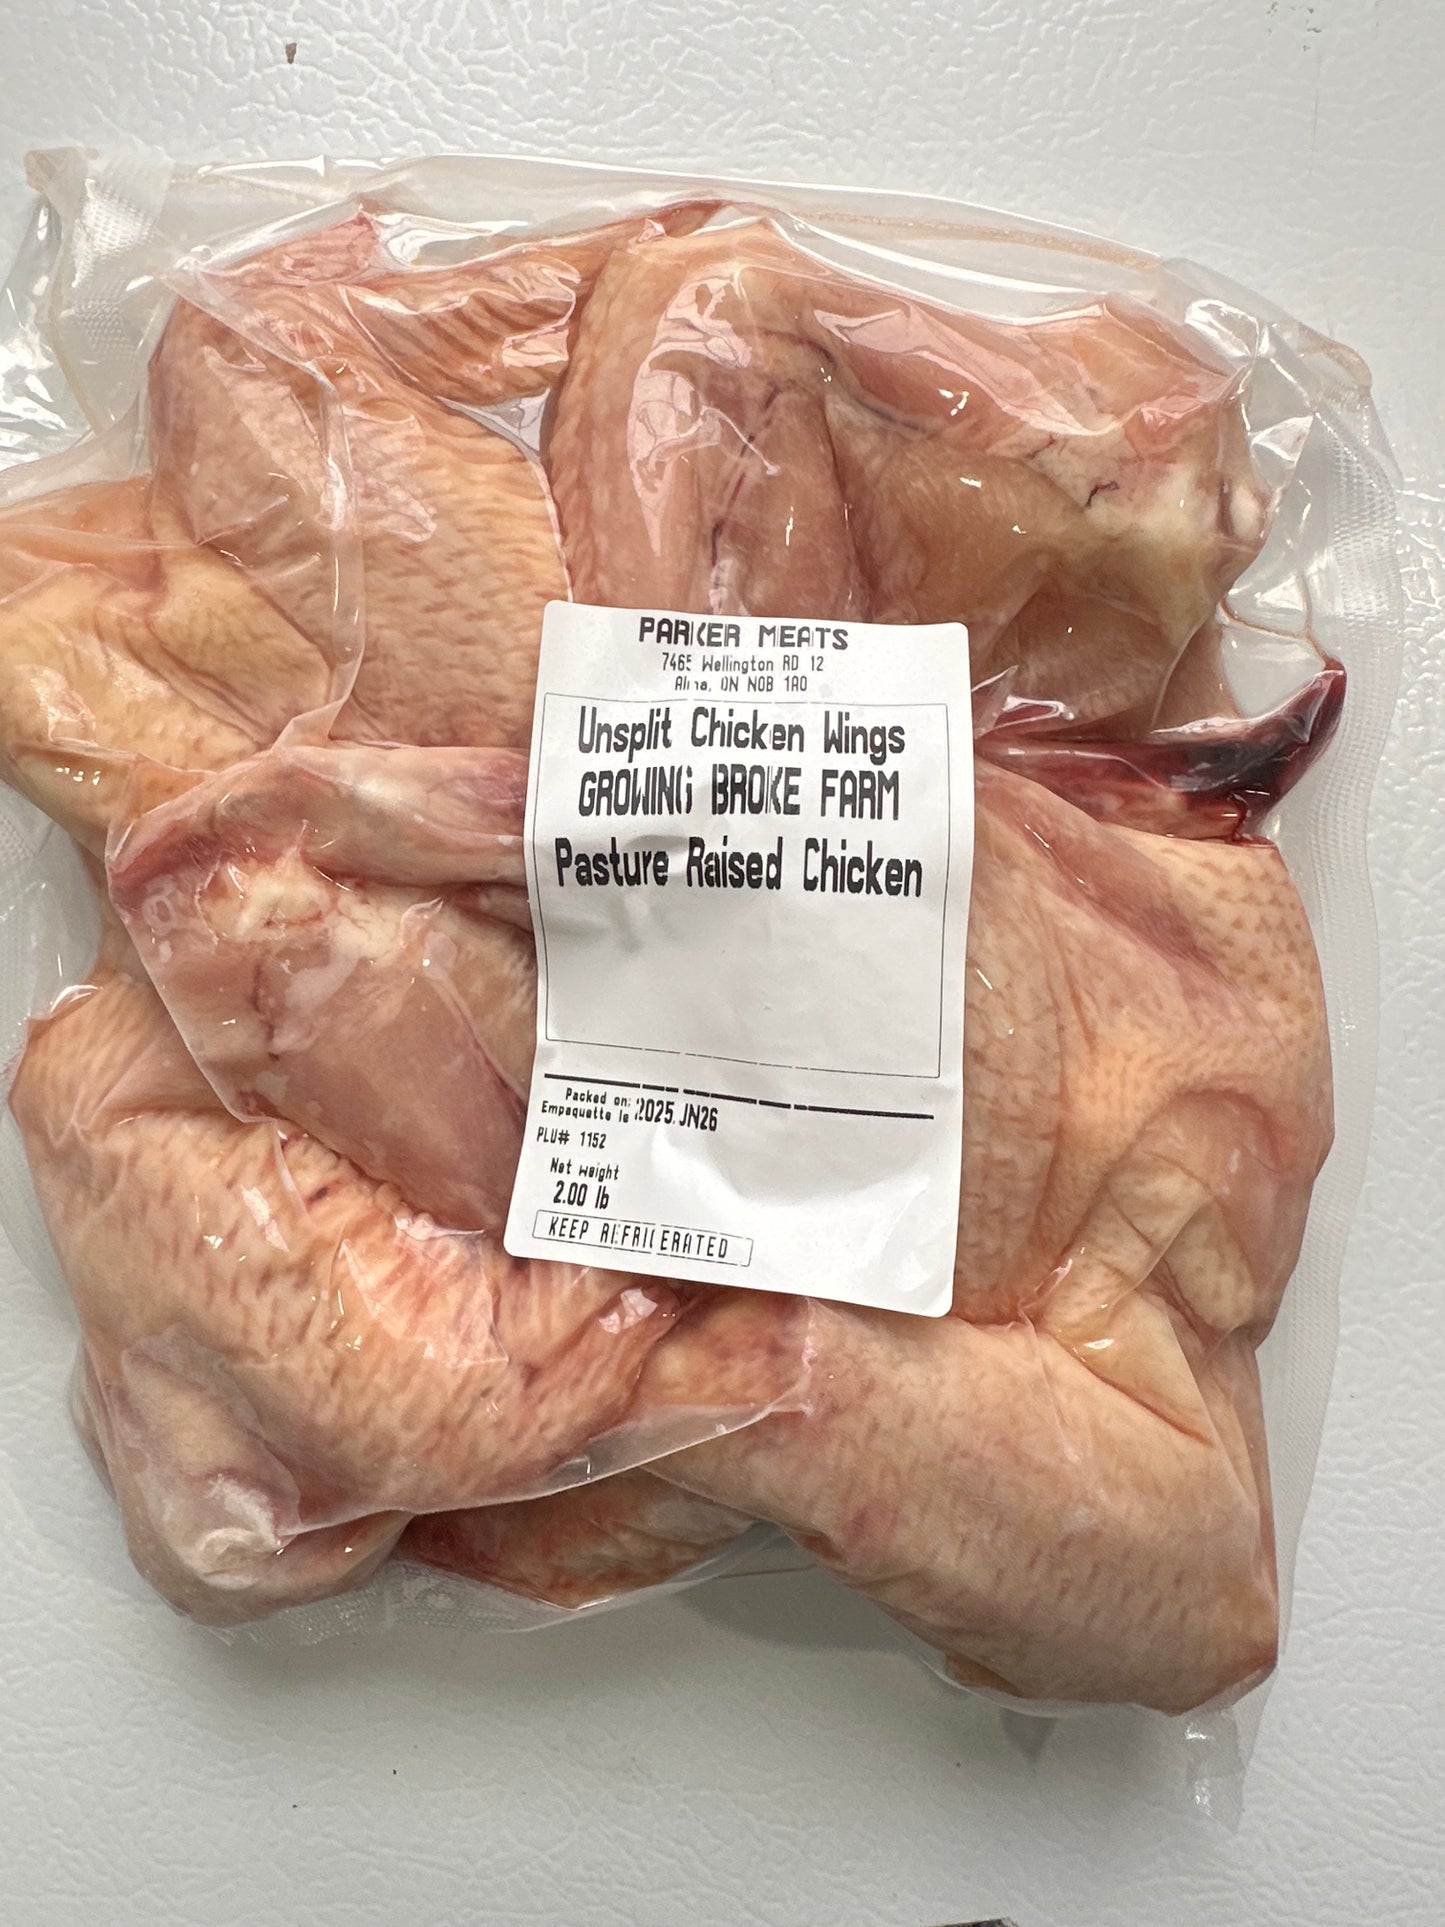 PARKER MEATS
7465 Wellington RD 12
Alma, ON N0B 1A0
Unsplit Chicken Wings
GROWING BROKE FARM
Pasture Raised Chicken
Packed on:
Empaquette le 2025.JN26
PLU# 1152
Net weight
2.00 lb
KEEP REFRIGERATED